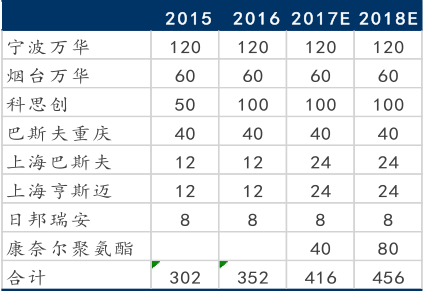 2015 2016 2017E 2018E
宁波万华 120 120 120 120
烟台万华 60 60 60 60
科思创 50 100 100 100
巴斯夫重庆 40 40 40 40
上海巴斯夫 12 12 24 24
上海亨斯迈 12 12 24 24
日邦瑞安 8 8 8 8
康奈尔聚氨酯 40 80
合计 302 352 416 456